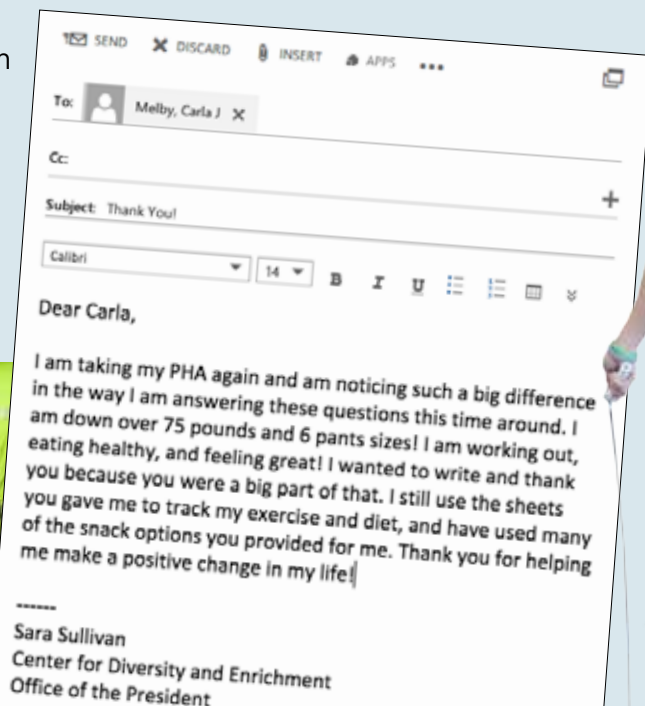 n
SEND DISCARD INSERT APPS
To: Melby, Carla J
Cc:
Subject: Thank You!
Calibri 14 B I U
Dear Carla,
I am taking my PHA again and am noticing such a big difference
in the way I am answering these questions this time around. I
am down over 75 pounds and 6 pants sizes! I am working out,
eating healthy, and feeling great! I wanted to write and thank
you because you were a big part of that. I still use the sheets
you gave me to track my exercise and diet, and have used many
of the snack options you provided for me. Thank you for helping
me make a positive change in my life!
------
Sara Sullivan
Center for Diversity and Enrichment
Office of the President